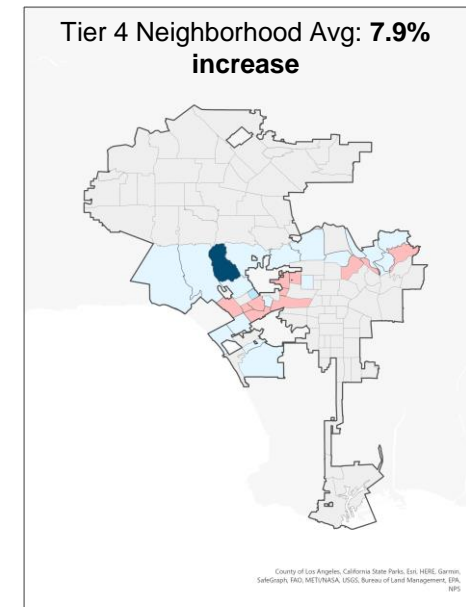 Tier 4 Neighborhood Avg: 7.9%
increase
County of Los Angeles, California State Parks, Esri, HERE, Garmin,
SafeGraph, FAO, METI/NASA, USGS, Bureau of Land Management, EPA,
NPS